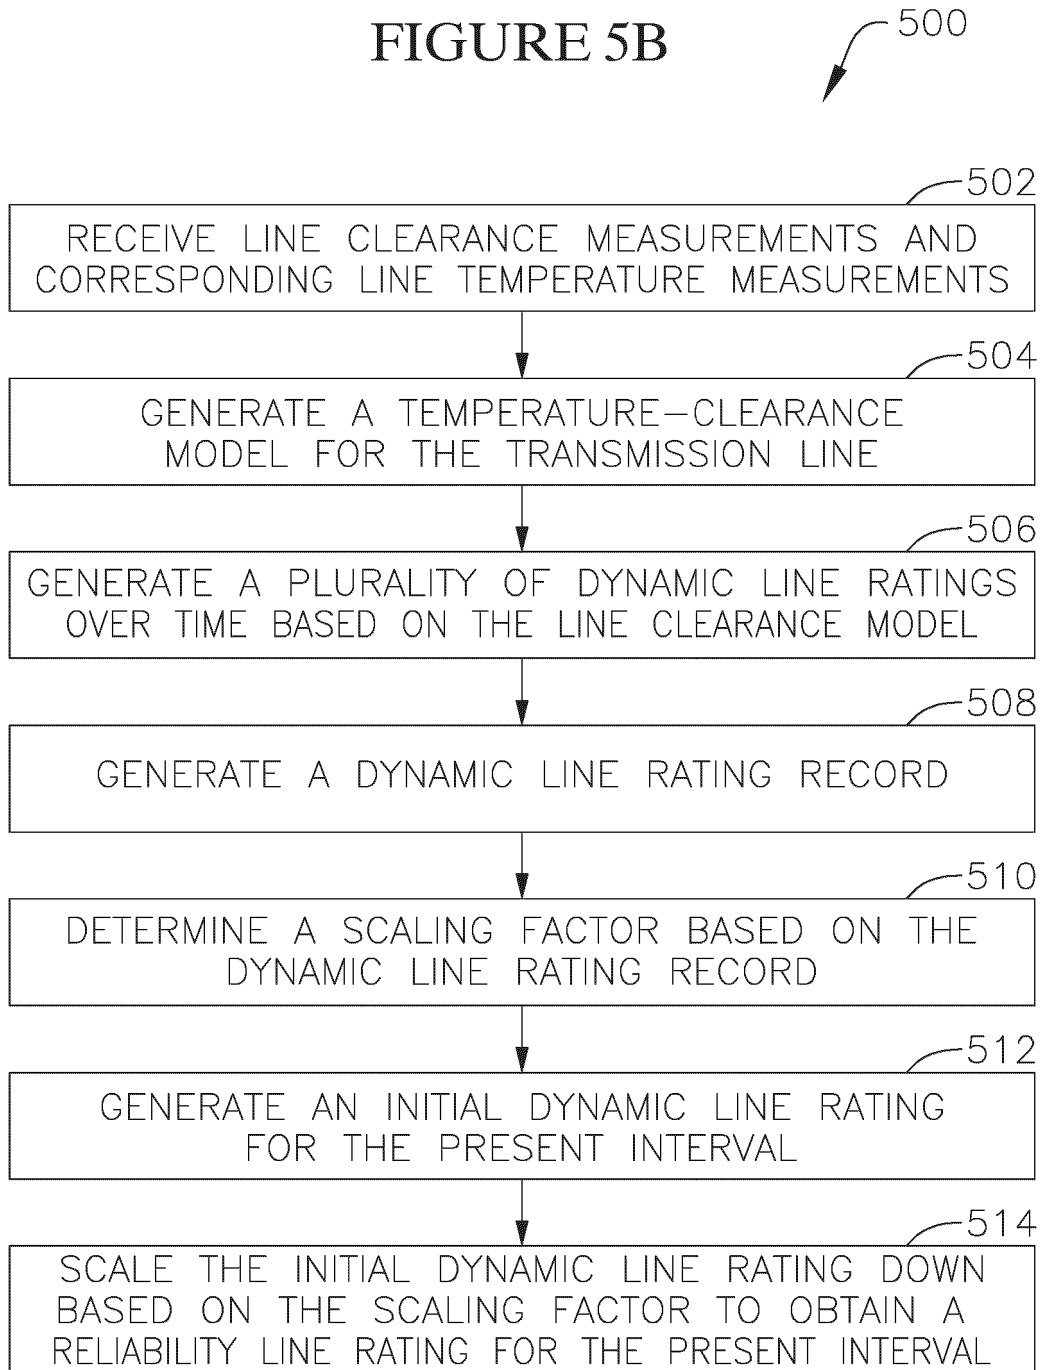 FIGURE 5B
500
502
RECEIVE LINE CLEARANCE MEASUREMENTS AND
CORRESPONDING LINE TEMPERATURE MEASUREMENTS
504
GENERATE A TEMPERATURE-CLEARANCE
MODEL FOR THE TRANSMISSION LINE
506
GENERATE A PLURALITY OF DYNAMIC LINE RATINGS
OVER TIME BASED ON THE LINE CLEARANCE MODEL
508
GENERATE A DYNAMIC LINE RATING RECORD
510
DETERMINE A SCALING FACTOR BASED ON THE
DYNAMIC LINE RATING RECORD
512
GENERATE AN INITIAL DYNAMIC LINE RATING
FOR THE PRESENT INTERVAL
514
SCALE THE INITIAL DYNAMIC LINE RATING DOWN
BASED ON THE SCALING FACTOR TO OBTAIN A
RELIABILITY LINE RATING FOR THE PRESENT INTERVAL